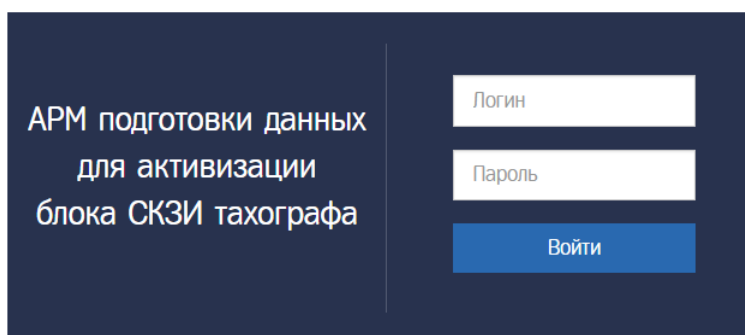 АРМ подготовки данных
для активизации
блока СКЗИ тахографа
Логин
Пароль
Войти